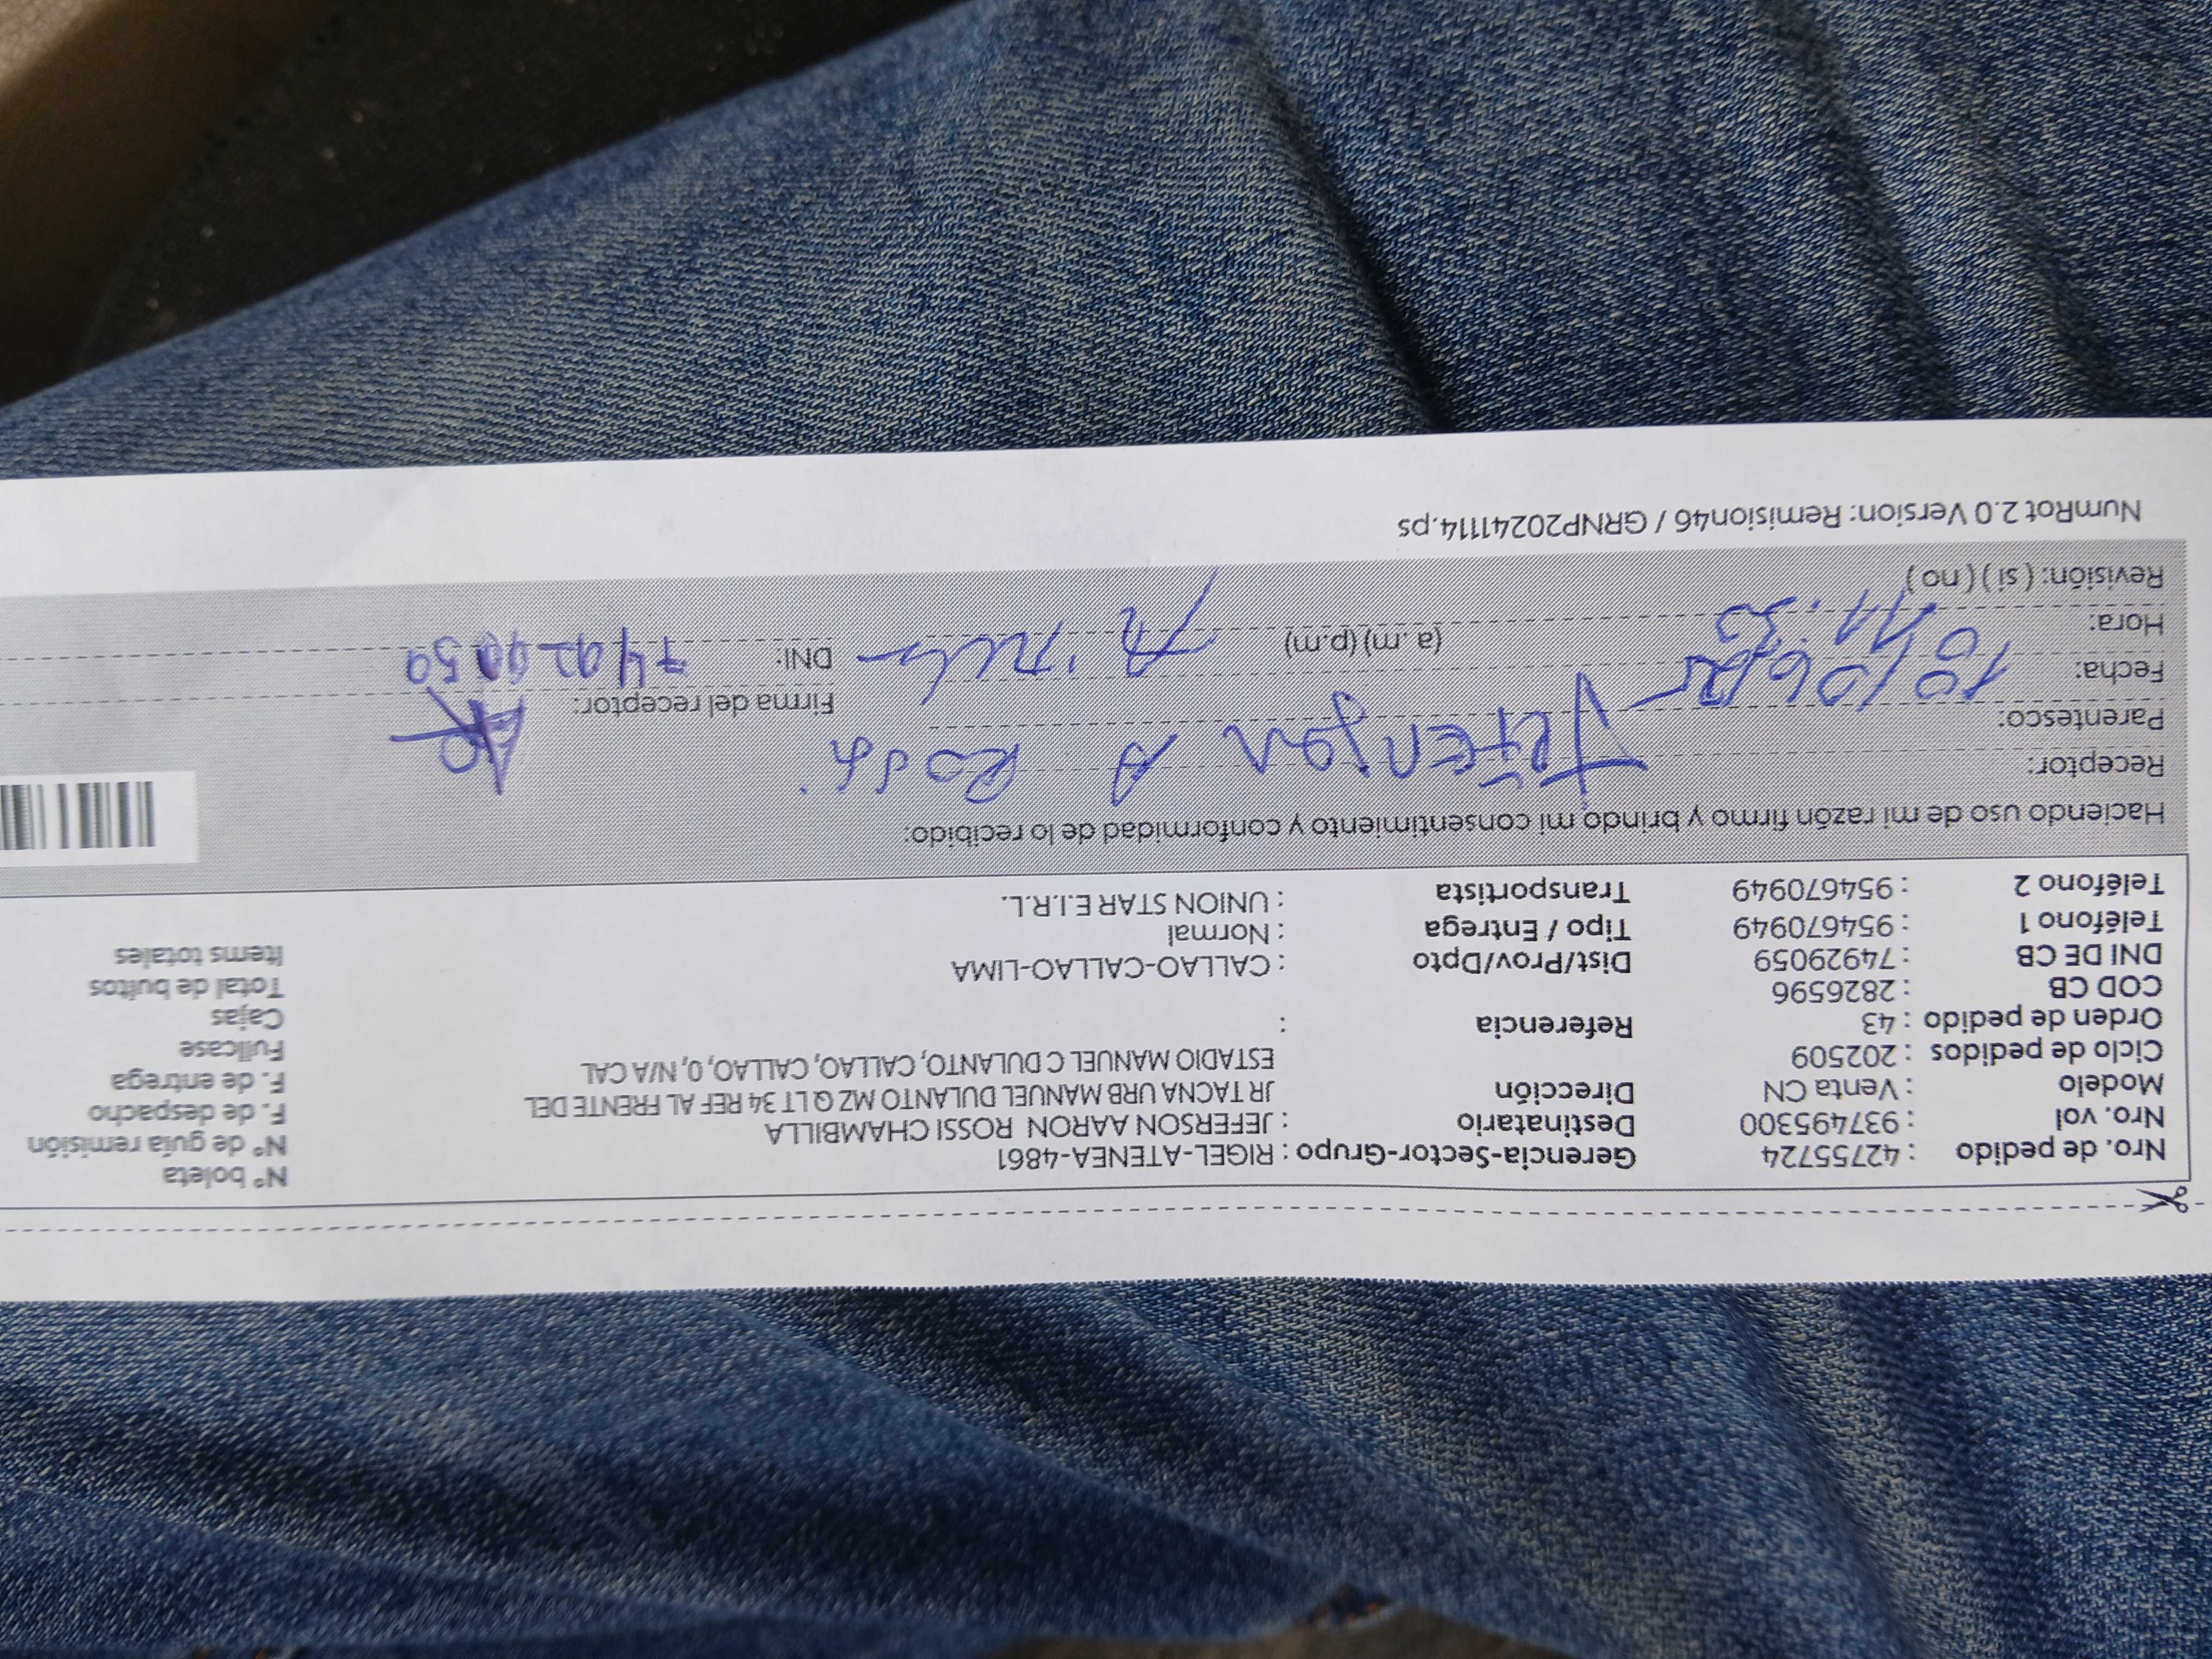 Nro. de pedido : 42755724 Gerencia-Sector-Grupo : RIGEL-ATENEA-4861 N° boleta
Nro. vol : 937495300 Destinatario : JEFERSON AARON ROSSI CHAMBILLA N° de guía remisión
Modelo : Venta CN Dirección JR TACNA URB MANUEL DULANTO MZ Q LT 34 REF AL FRENTE DEL F. de despacho
Ciclo de pedidos : 202509 ESTADIO MANUEL C DULANTO, CALLAO, CALLAO, 0, N/A CAL F. de entrega
Orden de pedido : 43 Referencia : Fullcase
COD CB : 2826596 Cajas
DNI DE CB : 74929059 Dist/Prov/Dpto : CALLAO-CALLAO-LIMA Total de bultos
Teléfono 1 : 954670949 Tipo / Entrega : Normal Items totales
Teléfono 2 : 954670949 Transportista : UNION STAR E.I.R.L.
Haciendo uso de mi razón firmo y brindo mi consentimiento y conformidad de lo recibido:
Receptor: A Rossi
Parentesco: Firma del receptor:
Fecha: 10/06/
Hora: 11:30 (a. m) (p.m) DNI:
Revisión: ( si ) ( no )
NumRot 2.0 Version: Remision46 / GRNP20241114.ps